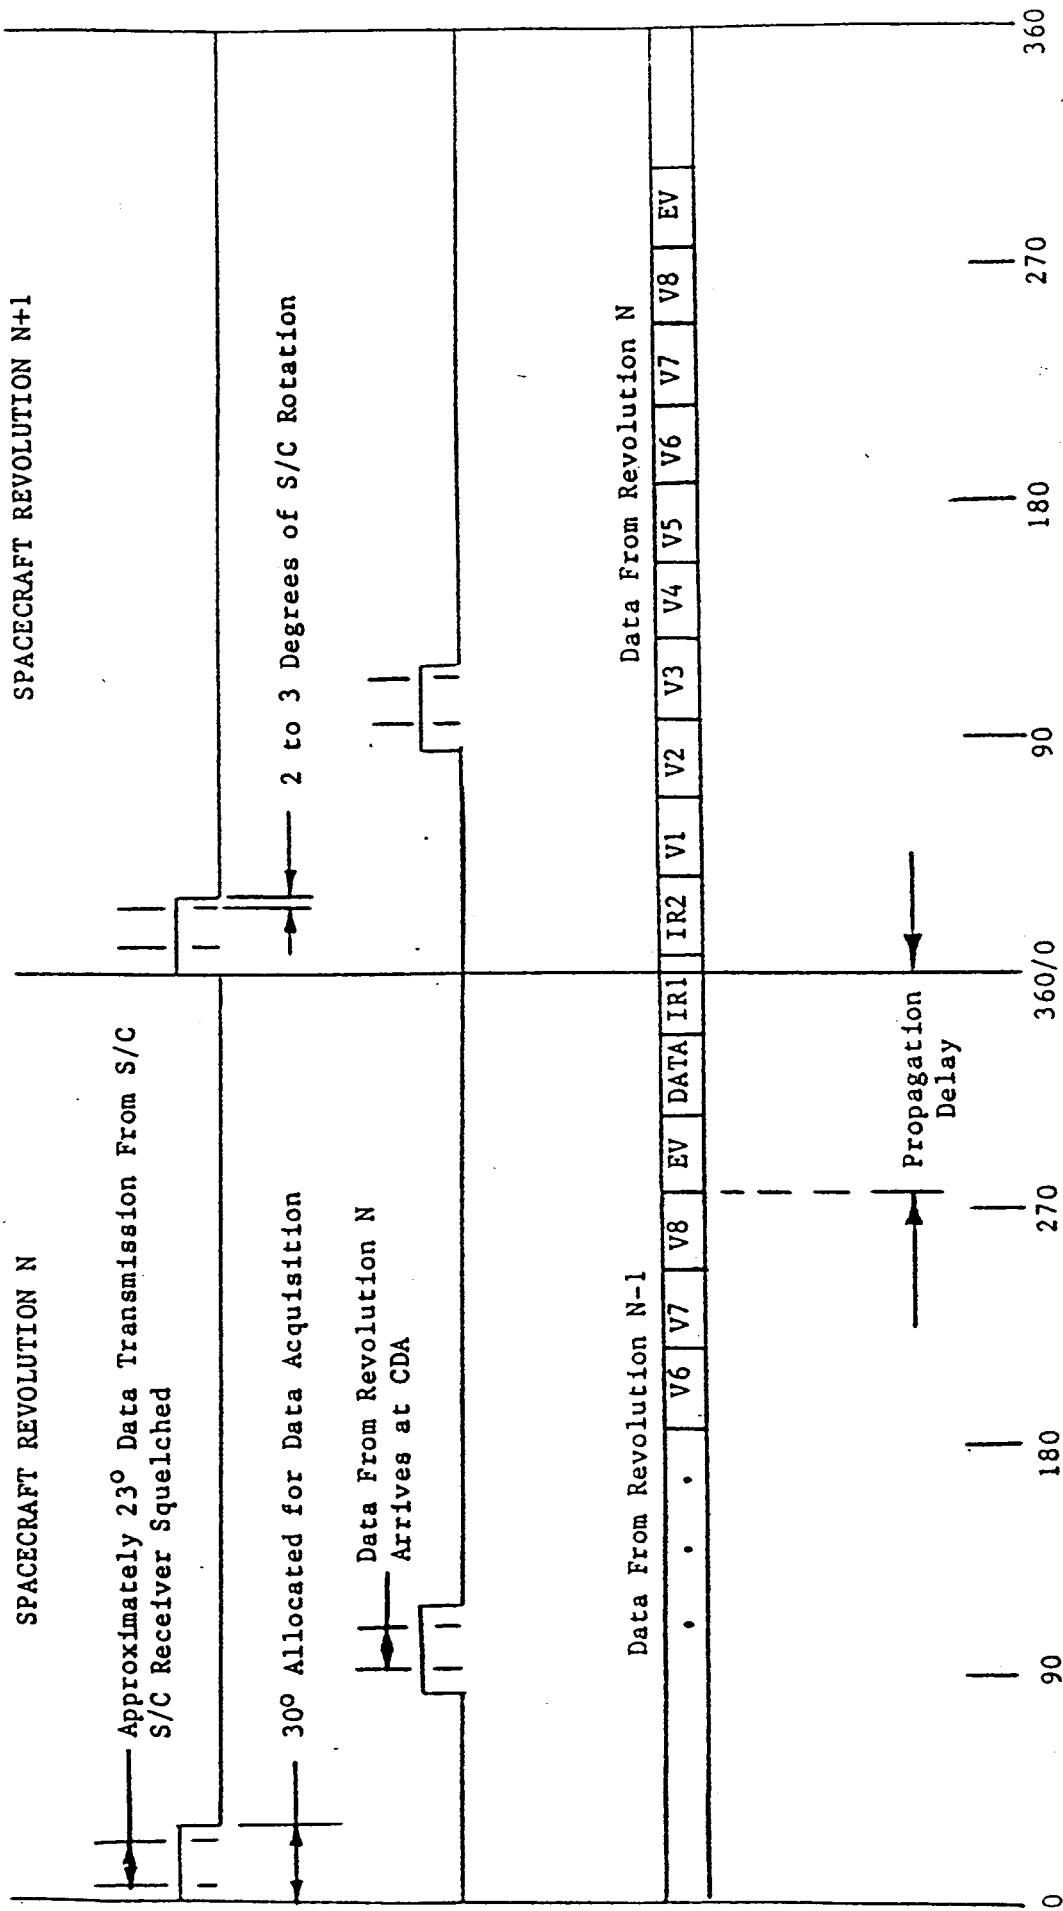 SPACECRAFT REVOLUTION N
SPACECRAFT REVOLUTION N+1
Approximately 23° Data Transmission From S/C
S/C Receiver Squelched
30° Allocated for Data Acquisition
2 to 3 Degrees of S/C Rotation
Data From Revolution N
Arrives at CDA
Data From Revolution N-1
Data From Revolution N
• • • V6 V7 V8 EV DATA IR1 IR2 V1 V2 V3 V4 V5 V6 V7 V8 EV
Propagation
Delay
0 90 180 270 360/0 90 180 270 360